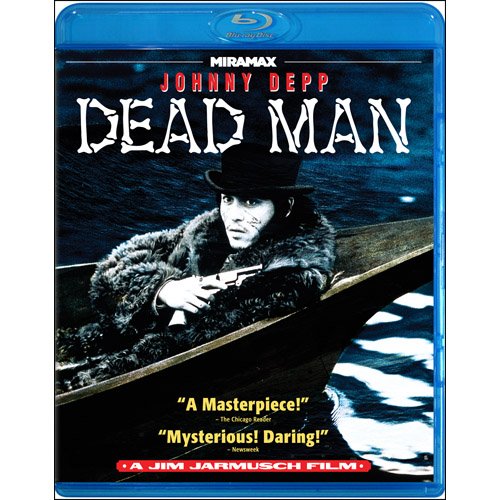 Blu-ray Disc
MIRAMAX
JOHNNY DEPP
DEAD MAN
“A Masterpiece!”
– The Chicago Reader
“Mysterious! Daring!”
– Newsweek
• A JIM JARMUSCH FILM •